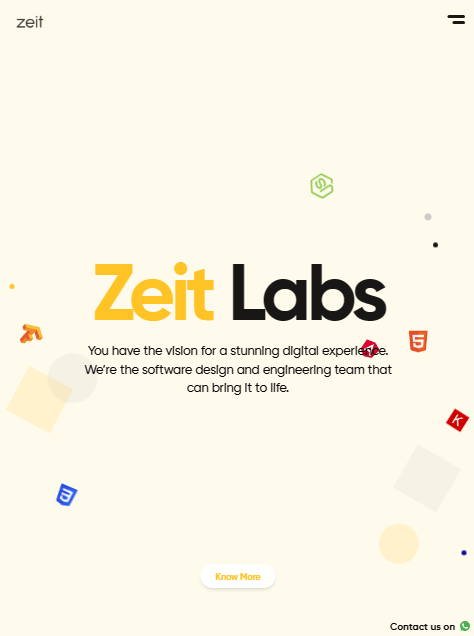 zeit
Zeit Labs
You have the vision for a stunning digital experience.
We're the software design and engineering team that
can bring it to life.
Know More
Contact us on